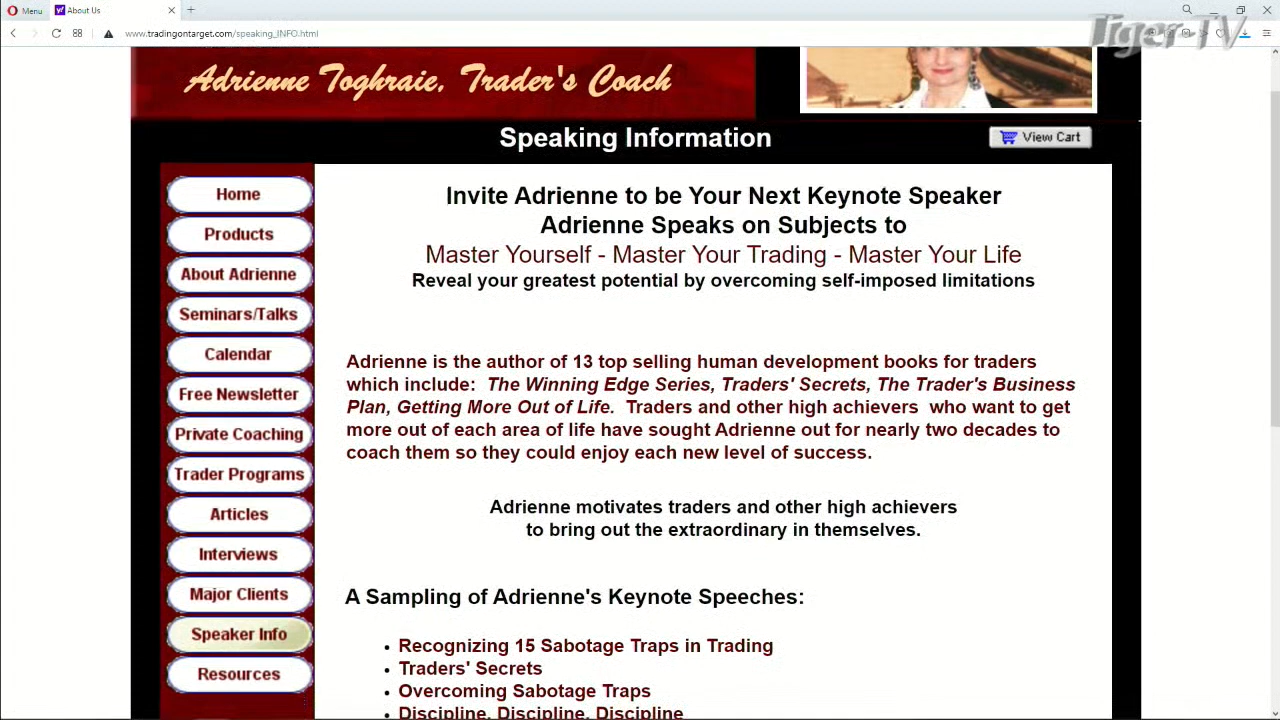 Menu
About Us
www.tradingontarget.com/speaking_INFO.html
Tiger-TV
Adrienne Toghraie, Trader's Coach
Speaking Information
View Cart
Home
Products
About Adrienne
Seminars/Talks
Calendar
Free Newsletter
Private Coaching
Trader Programs
Articles
Interviews
Major Clients
Speaker Info
Resources
Invite Adrienne to be Your Next Keynote Speaker
Adrienne Speaks on Subjects to
Master Yourself - Master Your Trading - Master Your Life
Reveal your greatest potential by overcoming self-imposed limitations
Adrienne is the author of 13 top selling human development books for traders
which include: The Winning Edge Series, Traders' Secrets, The Trader's Business
Plan, Getting More Out of Life. Traders and other high achievers who want to get
more out of each area of life have sought Adrienne out for nearly two decades to
coach them so they could enjoy each new level of success.
Adrienne motivates traders and other high achievers
to bring out the extraordinary in themselves.
A Sampling of Adrienne's Keynote Speeches:
• Recognizing 15 Sabotage Traps in Trading
• Traders' Secrets
• Overcoming Sabotage Traps
• Discipline, Discipline, Discipline